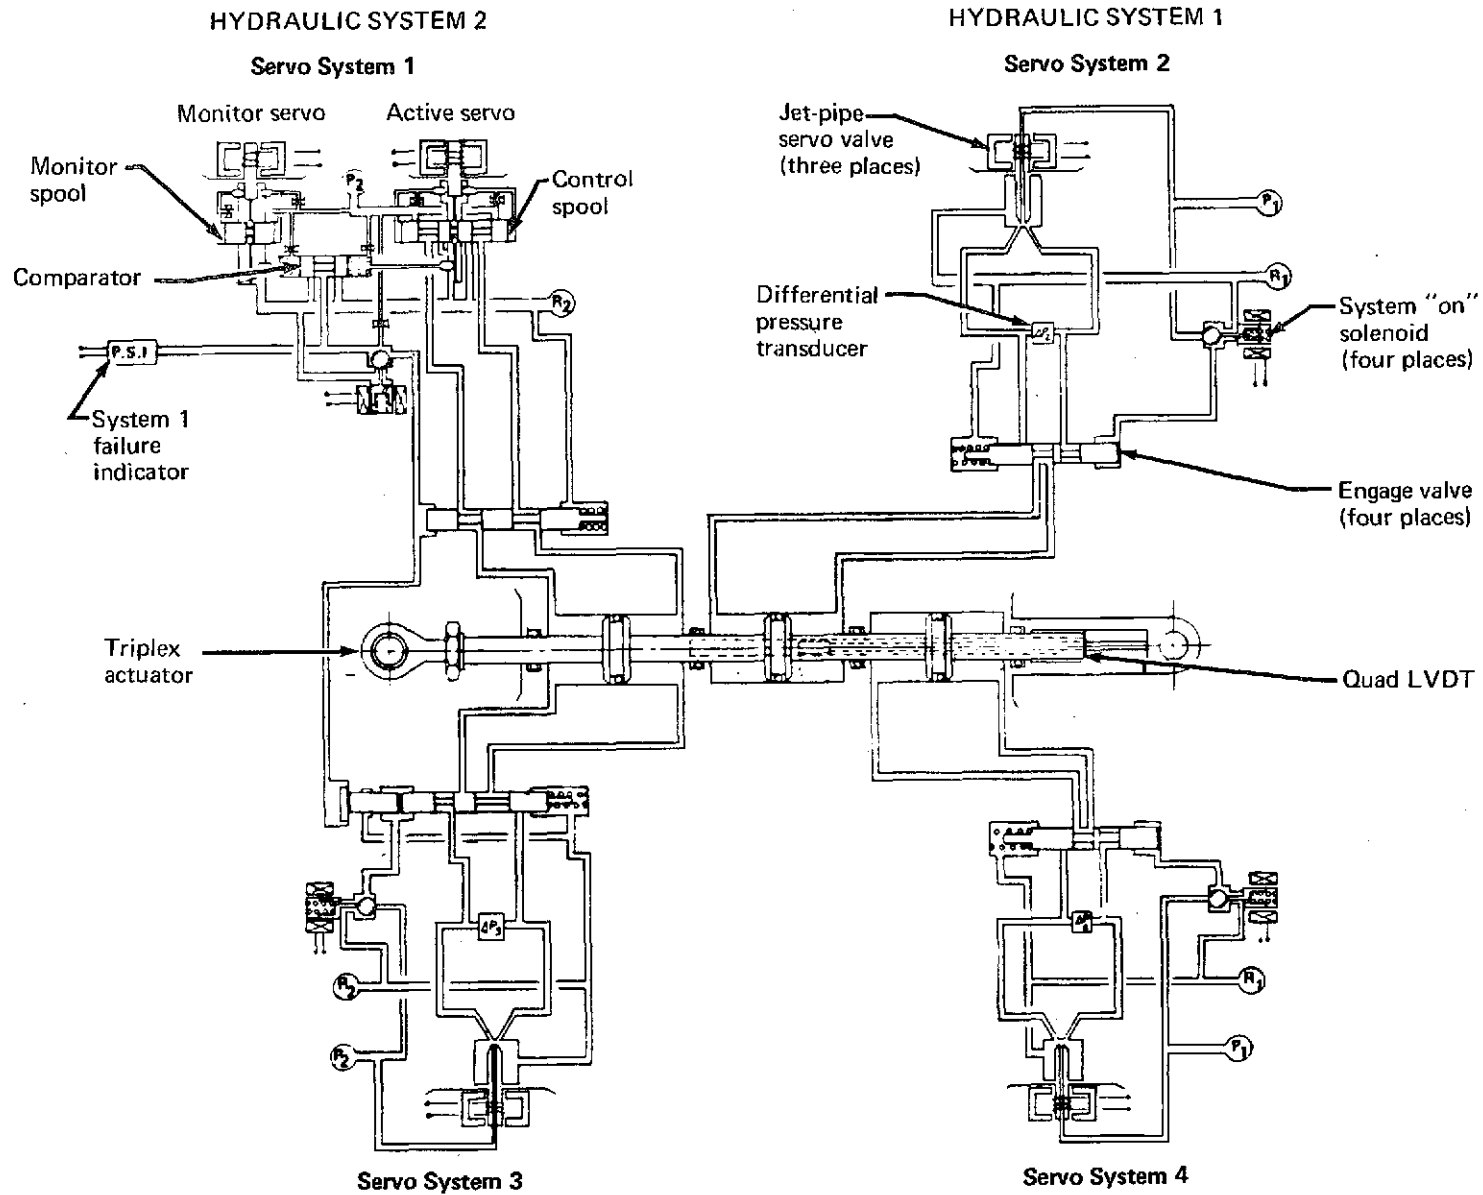 HYDRAULIC SYSTEM 2
Servo System 1
HYDRAULIC SYSTEM 1
Servo System 2
Monitor servo
Active servo
Monitor
spool
P2
Control
spool
Comparator
R2
P.S.I
System 1
failure
indicator
Jet-pipe
servo valve
(three places)
P1
R1
Differential
pressure
transducer
ΔP2
System "on"
solenoid
(four places)
Engage valve
(four places)
Triplex
actuator
Quad LVDT
ΔP3
R2
P2
Servo System 3
R1
P1
Servo System 4